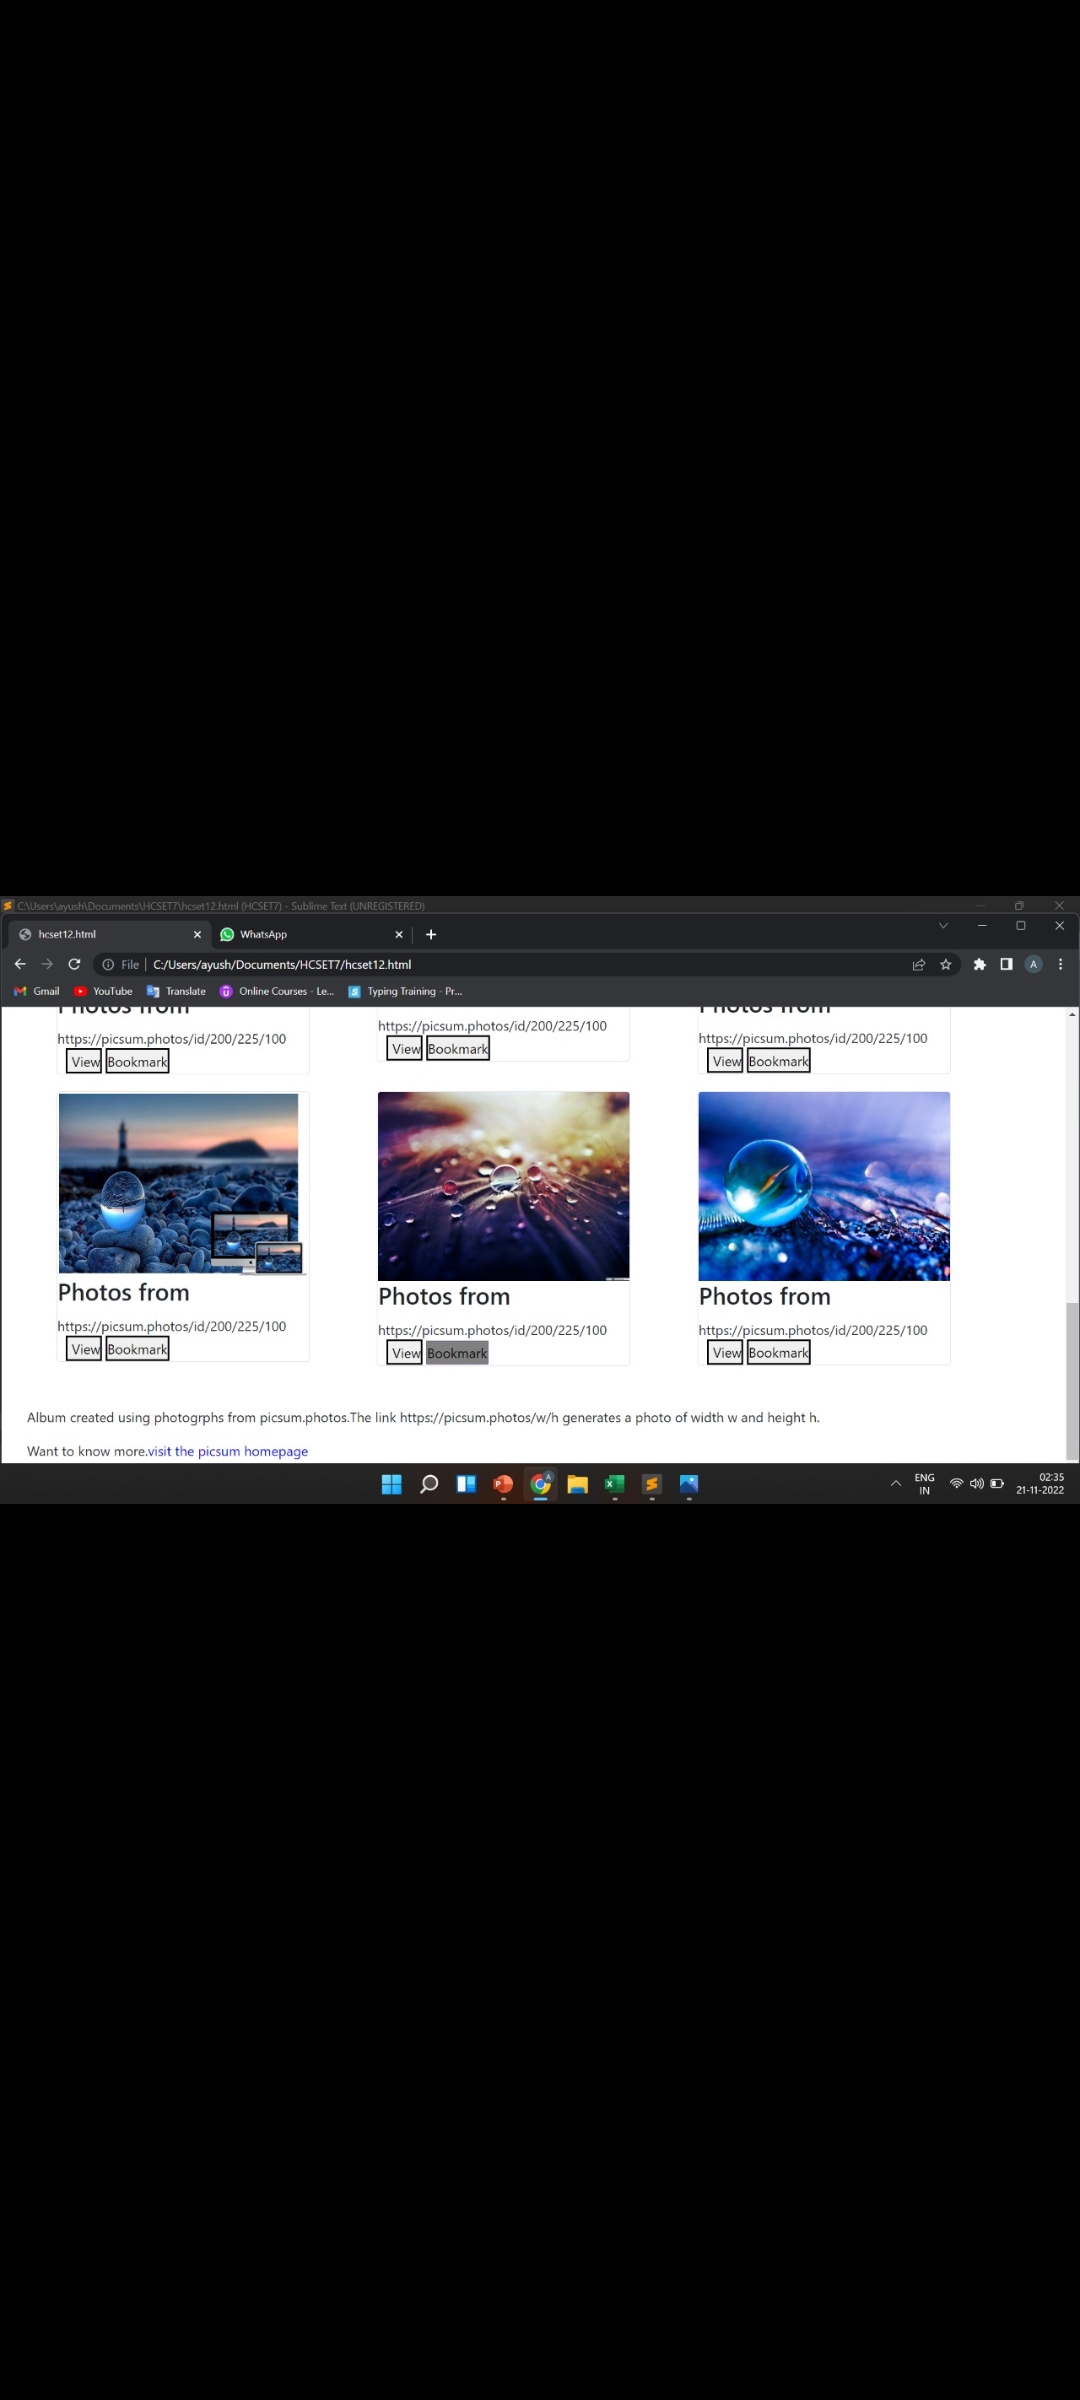 C:\Users\ayush\Documents\HCSET7\hcset12.html (HCSET7) - Sublime Text (UNREGISTERED)
hcset12.html
WhatsApp
File | C:/Users/ayush/Documents/HCSET7/hcset12.html
A
Gmail YouTube Translate Online Courses - Le... Typing Training - Pr...
Photos from
https://picsum.photos/id/200/225/100
View Bookmark
https://picsum.photos/id/200/225/100
View Bookmark
Photos from
https://picsum.photos/id/200/225/100
View Bookmark
Photos from
https://picsum.photos/id/200/225/100
View Bookmark
Photos from
https://picsum.photos/id/200/225/100
View Bookmark
Photos from
https://picsum.photos/id/200/225/100
View Bookmark
Album created using photogrphs from picsum.photos.The link https://picsum.photos/w/h generates a photo of width w and height h.
Want to know more.visit the picsum homepage
ENG
IN
02:35
21-11-2022